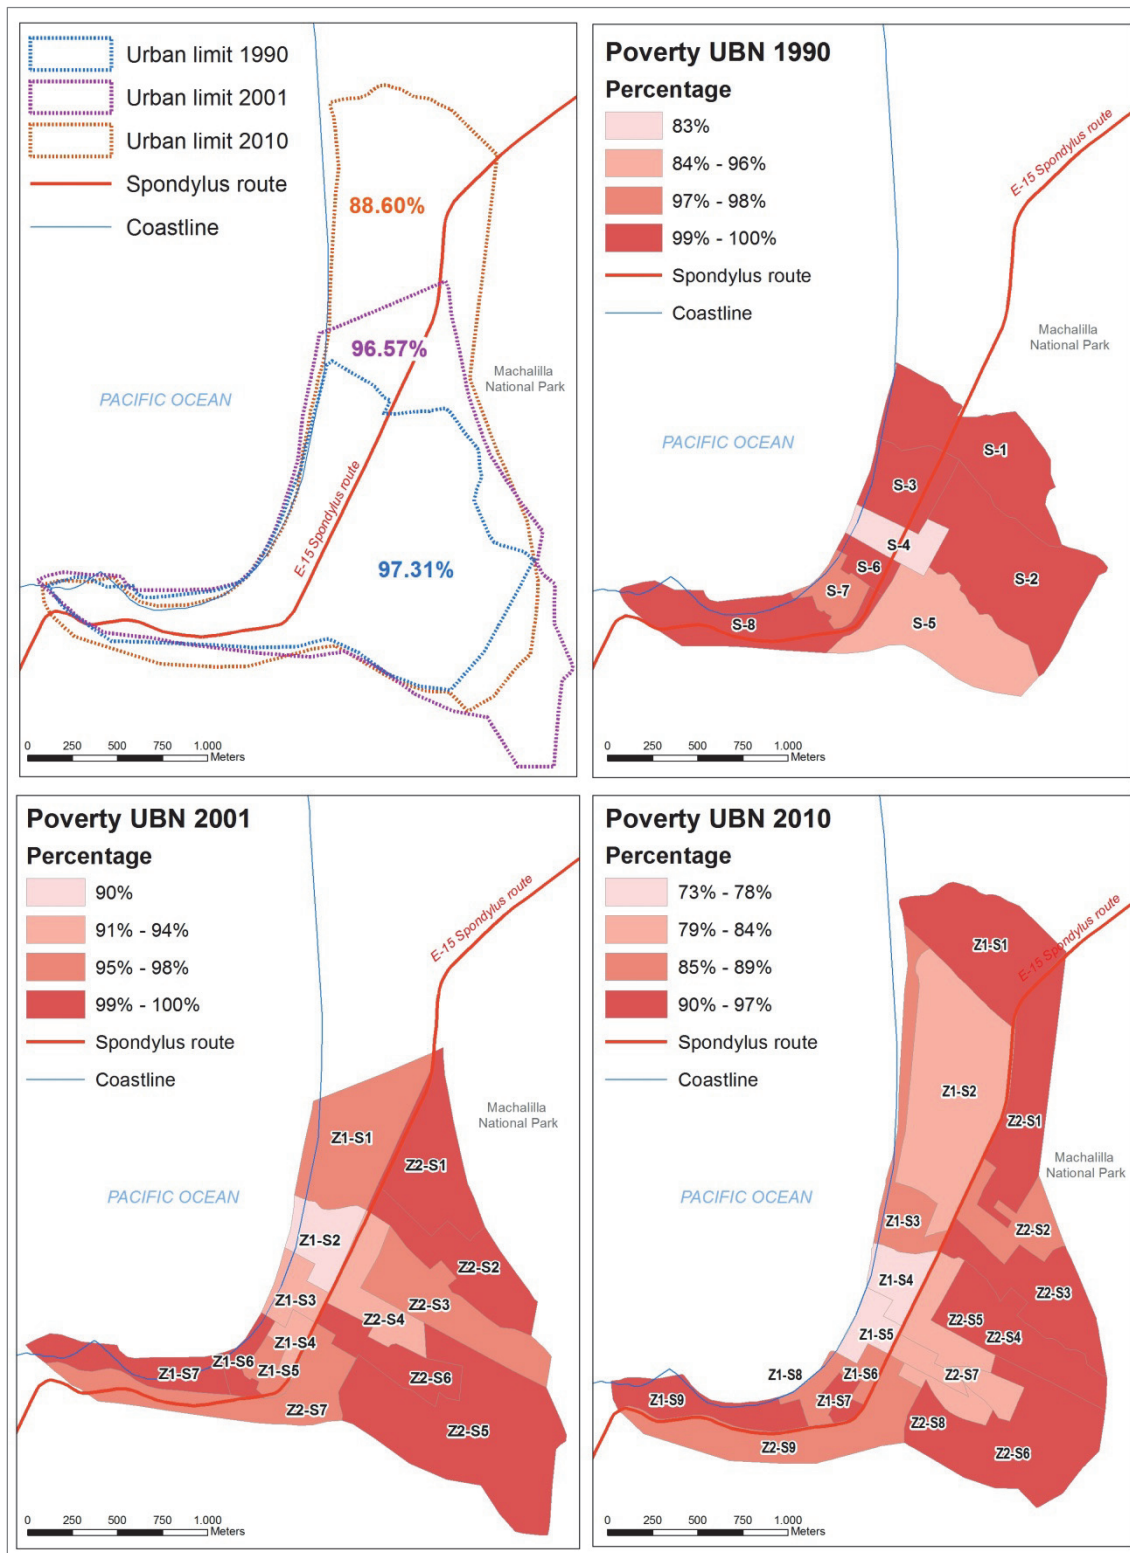 Urban limit 1990
Urban limit 2001
Urban limit 2010
Spondylus route
Coastline
88.60%
96.57%
Machalilla
National Park
PACIFIC OCEAN
E-15 Spondylus route
97.31%
0 250 500 750 1.000
Meters
Poverty UBN 1990
Percentage
83%
84% - 96%
97% - 98%
99% - 100%
Spondylus route
Coastline
E-15 Spondylus route
Machalilla
National Park
PACIFIC OCEAN
S-1
S-3
S-4
S-6
S-2
S-7
S-8
S-5
0 250 500 750 1.000
Meters
Poverty UBN 2001
Percentage
90%
91% - 94%
95% - 98%
99% - 100%
Spondylus route
Coastline
E-15 Spondylus route
Machalilla
National Park
PACIFIC OCEAN
Z1-S1
Z2-S1
Z1-S2
Z2-S2
Z1-S3
Z2-S3
Z2-S4
Z1-S4
Z1-S6
Z1-S5
Z1-S7
Z2-S6
Z2-S7
Z2-S5
0 250 500 750 1.000
Meters
Poverty UBN 2010
Percentage
73% - 78%
79% - 84%
85% - 89%
90% - 97%
Spondylus route
Coastline
E-15 Spondylus route
Machalilla
National Park
PACIFIC OCEAN
Z1-S1
Z1-S2
Z2-S1
Z1-S3
Z2-S2
Z1-S4
Z2-S3
Z2-S5
Z1-S5
Z2-S4
Z1-S8
Z1-S6
Z2-S7
Z1-S9
Z1-S7
Z2-S8
Z2-S9
Z2-S6
0 250 500 750 1.000
Meters